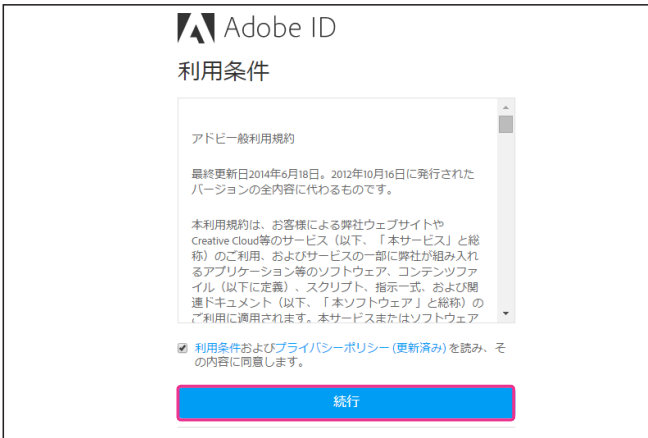 Adobe ID
利用条件
アドビ一般利用規約
最終更新日2014年6月18日。2012年10月16日に発行された
バージョンの全内容に代わるものです。
本利用規約は、お客様による弊社ウェブサイトや
Creative Cloud等のサービス（以下、「本サービス」と総
称）のご利用、およびサービスの一部に弊社が組み入れ
るアプリケーション等のソフトウェア、コンテンツファ
イル（以下に定義）、スクリプト、指示一式、および関
連ドキュメント（以下、「本ソフトウェア」と総称）の
ご利用に適用されます。本サービスまたはソフトウェア
利用条件およびプライバシーポリシー (更新済み) を読み、そ
の内容に同意します。
続行